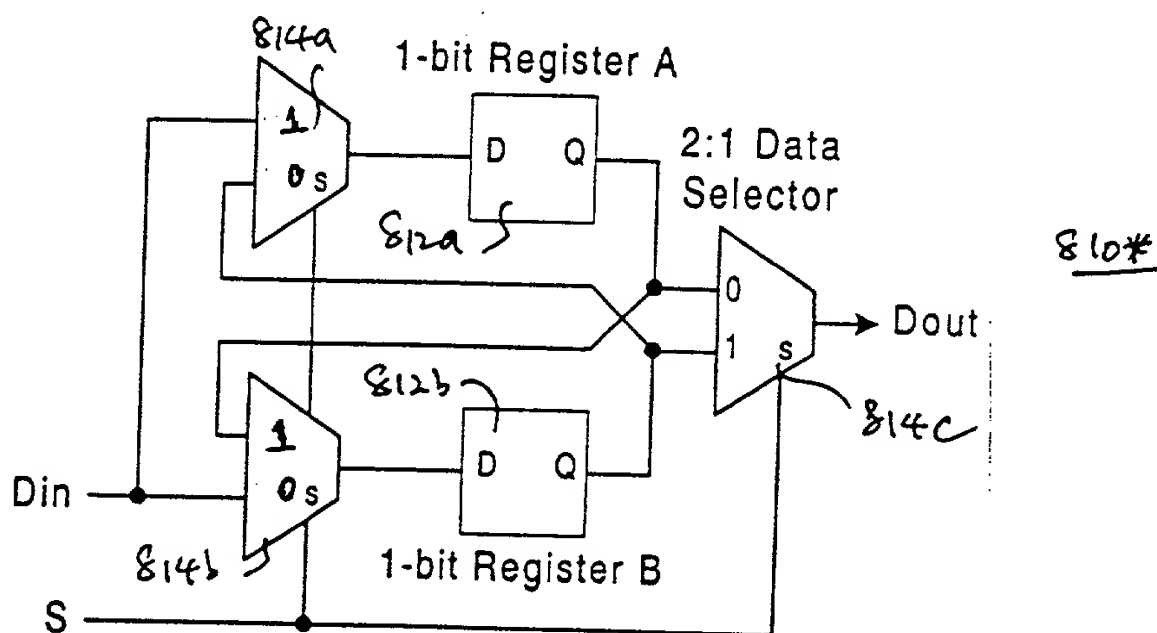 814a
1-bit Register A
1
0 s
D Q
2:1 Data
Selector
812a
810*
0
1
s
Dout
812b
814c
1
0 s
D Q
Din
814b
1-bit Register B
S